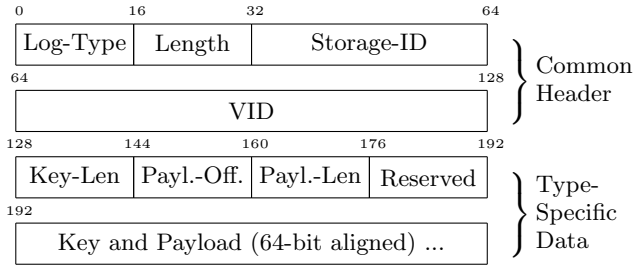 0 16 32 64
Log-Type Length Storage-ID
64 128
VID
Common
Header
128 144 160 176 192
Key-Len Payl.-Off. Payl.-Len Reserved
192
Key and Payload (64-bit aligned) ...
Type-
Specific
Data